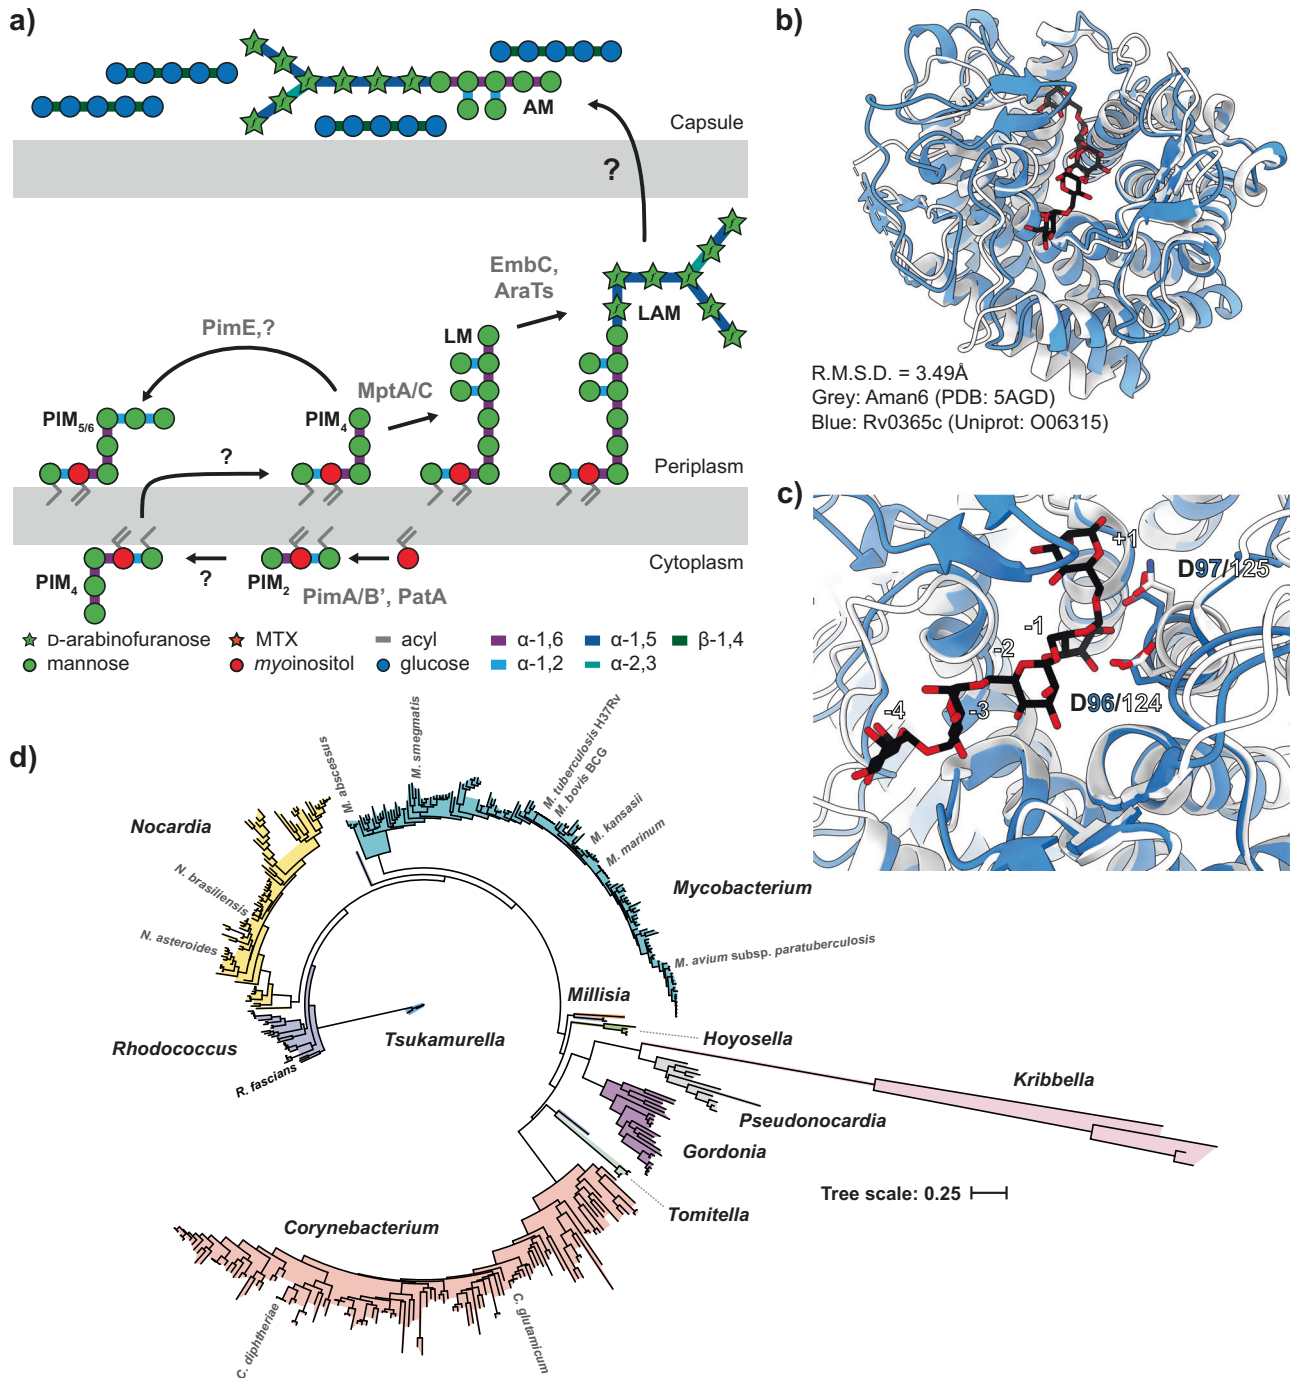 a)
AM
Capsule
?
EmbC,
AraTs
LAM
LM
PimE,?
MptA/C
PIM5/6
PIM4
?
Periplasm
Cytoplasm
PIM4
?
PIM2
PimA/B’, PatA
D-arabinofuranose
MTX
acyl
α-1,6
α-1,5
β-1,4
mannose
myoinositol
glucose
α-1,2
α-2,3
b)
R.M.S.D. = 3.49Å
Grey: Aman6 (PDB: 5AGD)
Blue: Rv0365c (Uniprot: O06315)
c)
+1
D97/125
-1
-2
D96/124
-3
-4
d)
Nocardia
N. brasiliensis
N. asteroides
M. abscessus
M. smegmatis
M. tuberculosis H37Rv
M. bovis BCG
M. kansasii
M. marinum
Mycobacterium
M. avium subsp. paratuberculosis
Rhodococcus
R. fascians
Tsukamurella
Millisia
Hoyosella
Kribbella
Pseudonocardia
Gordonia
Tree scale: 0.25
Tomitella
Corynebacterium
C. diphtheriae
C. glutamicum